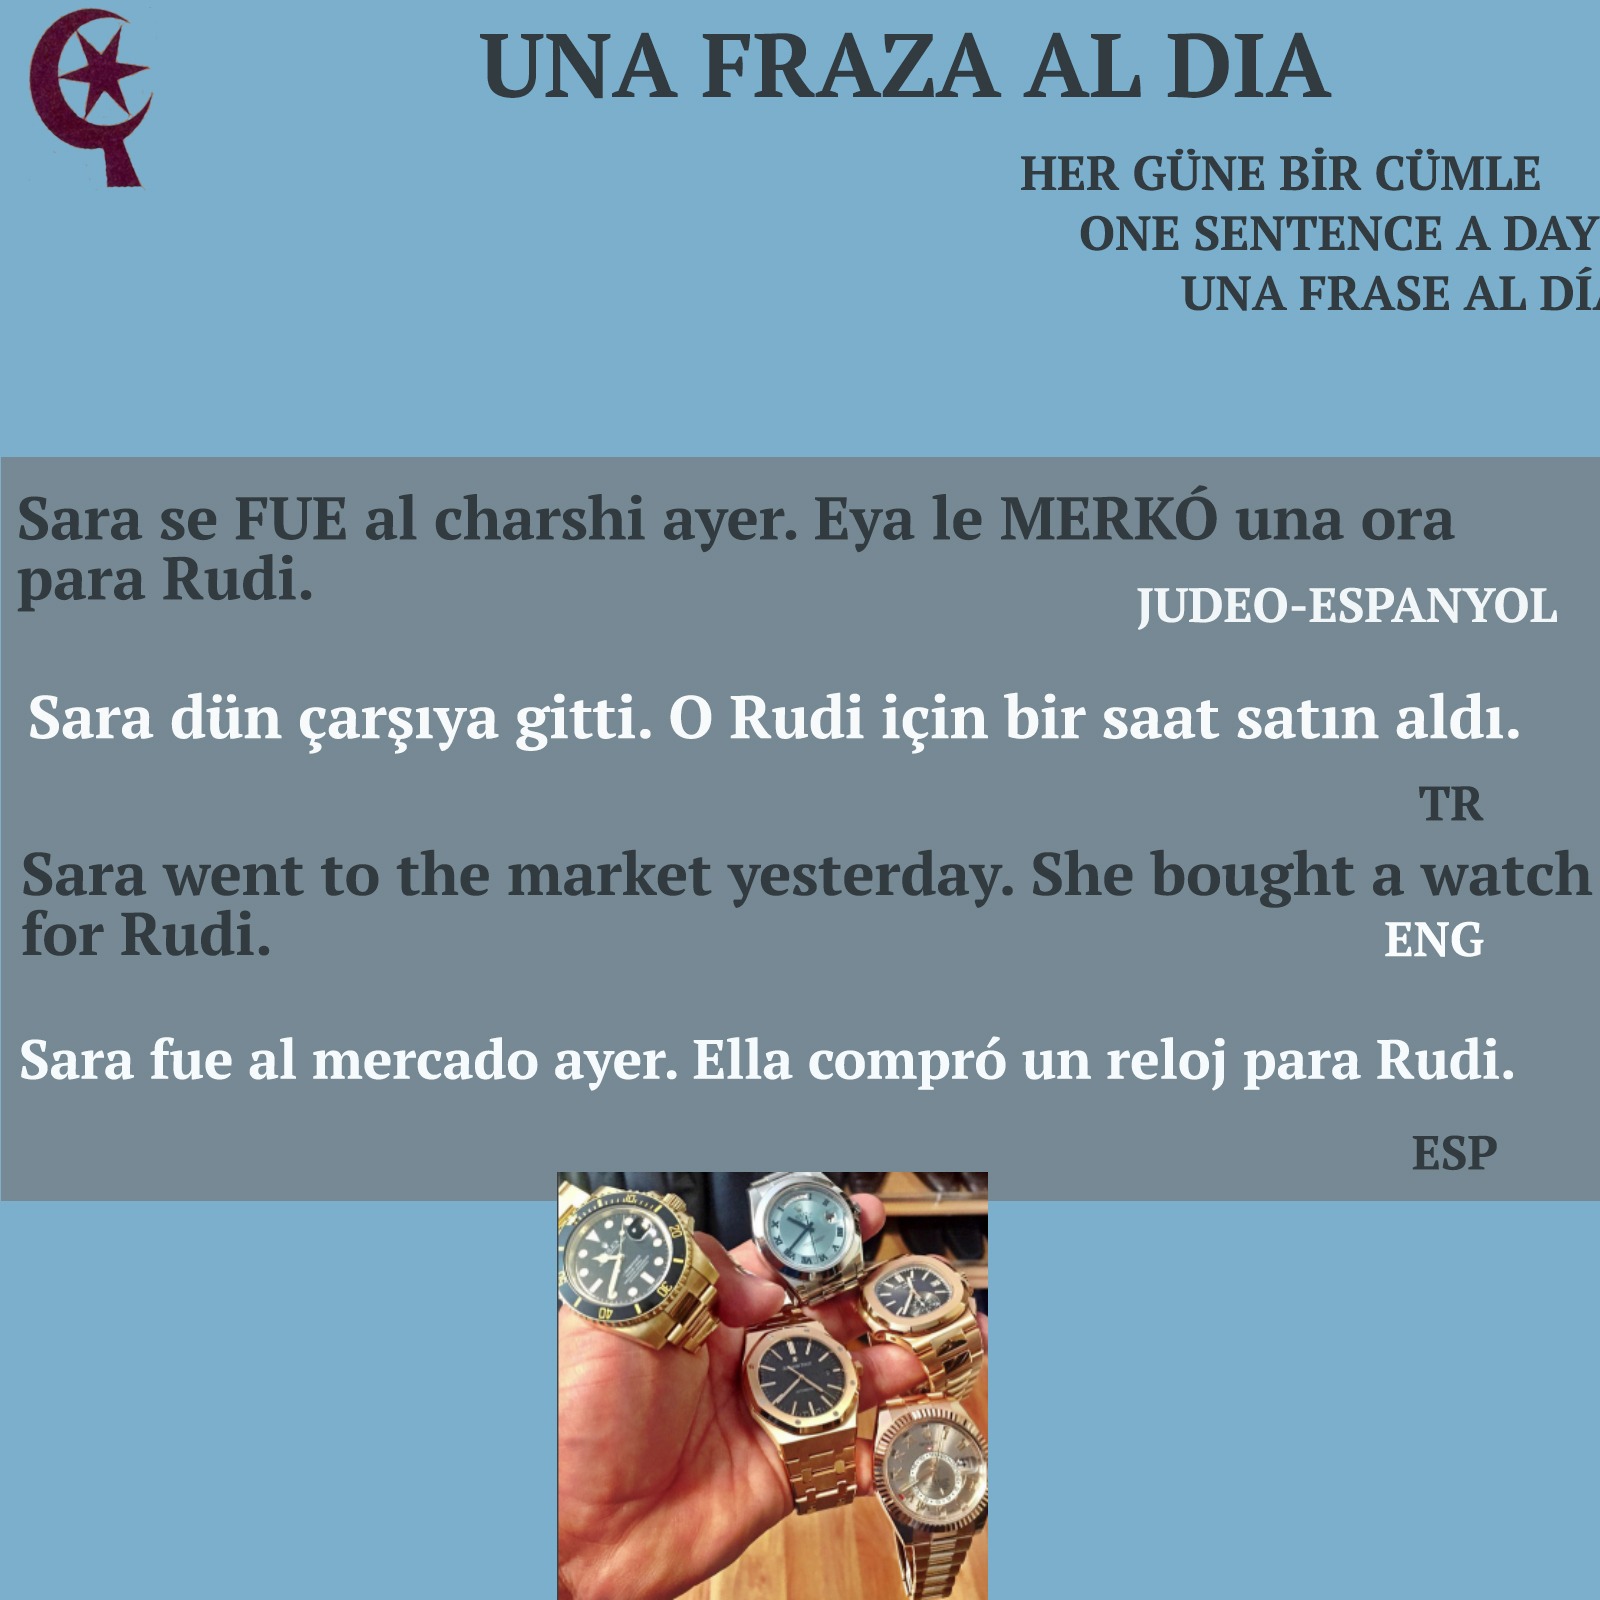 UNA FRAZA AL DIA
HER GÜNE BİR CÜMLE
ONE SENTENCE A DAY
UNA FRASE AL DÍA
Sara se FUE al charshi ayer. Eya le MERKÓ una ora
para Rudi.
JUDEO-ESPANYOL
Sara dün çarşıya gitti. O Rudi için bir saat satın aldı.
TR
Sara went to the market yesterday. She bought a watch
for Rudi.
ENG
Sara fue al mercado ayer. Ella compró un reloj para Rudi.
ESP